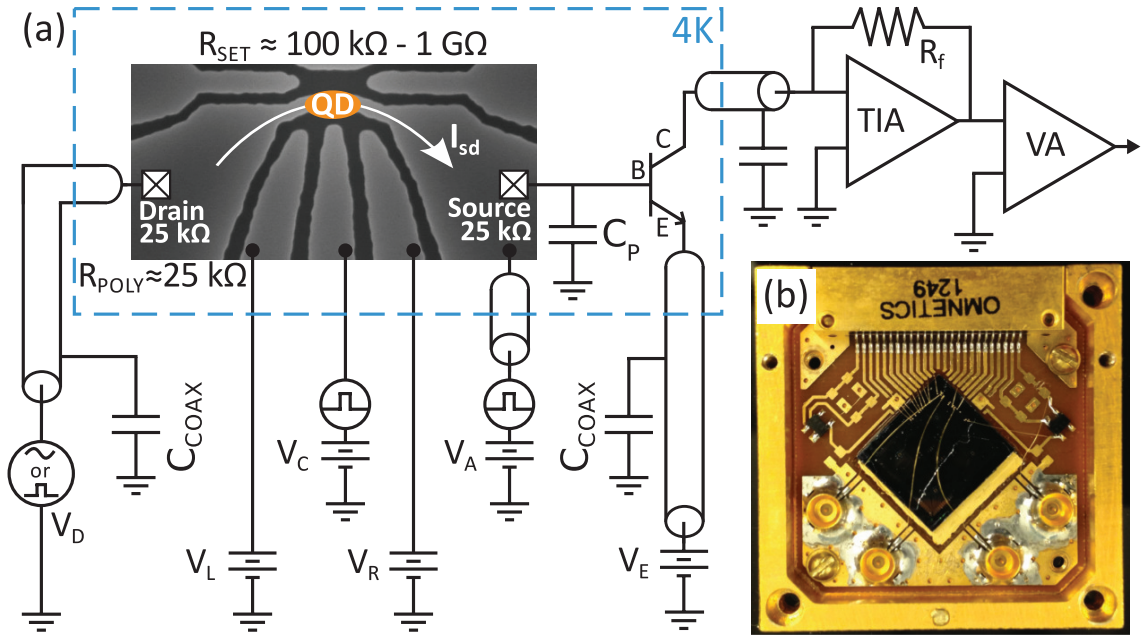 (a)
4K
R_SET ≈ 100 kΩ - 1 GΩ
QD
I_sd
Drain
25 kΩ
Source
25 kΩ
R_POLY≈25 kΩ
B
C
E
C_P
R_f
TIA
VA
C_COAX
C_COAX
or
V_D
V_L
V_C
V_R
V_A
V_E
(b)
OMNETICS
1249